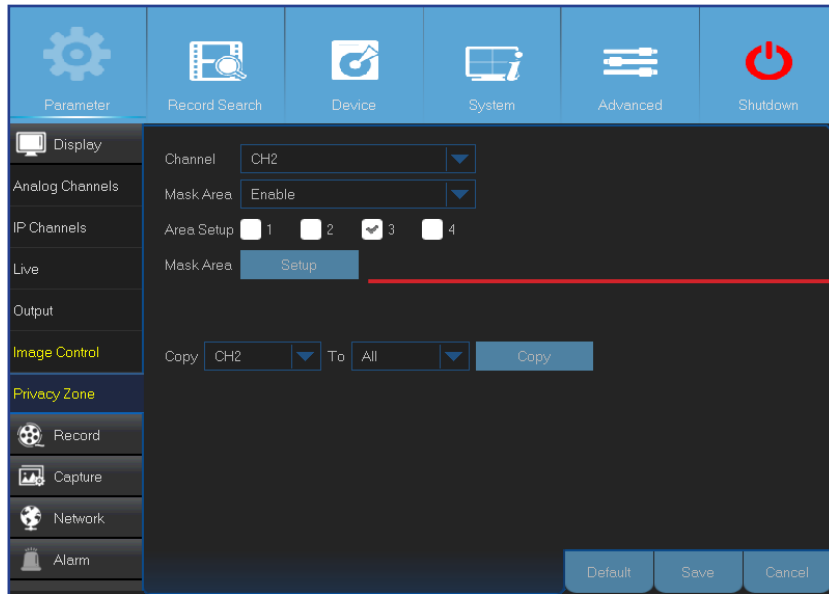 Parameter
Record Search
Device
System
Advanced
Shutdown
Display
Analog Channels
IP Channels
Live
Output
Image Control
Privacy Zone
Record
Capture
Network
Alarm
Channel CH2
Mask Area Enable
Area Setup 1 2 3 4
Mask Area Setup
Copy CH2 To All Copy
Default Save Cancel